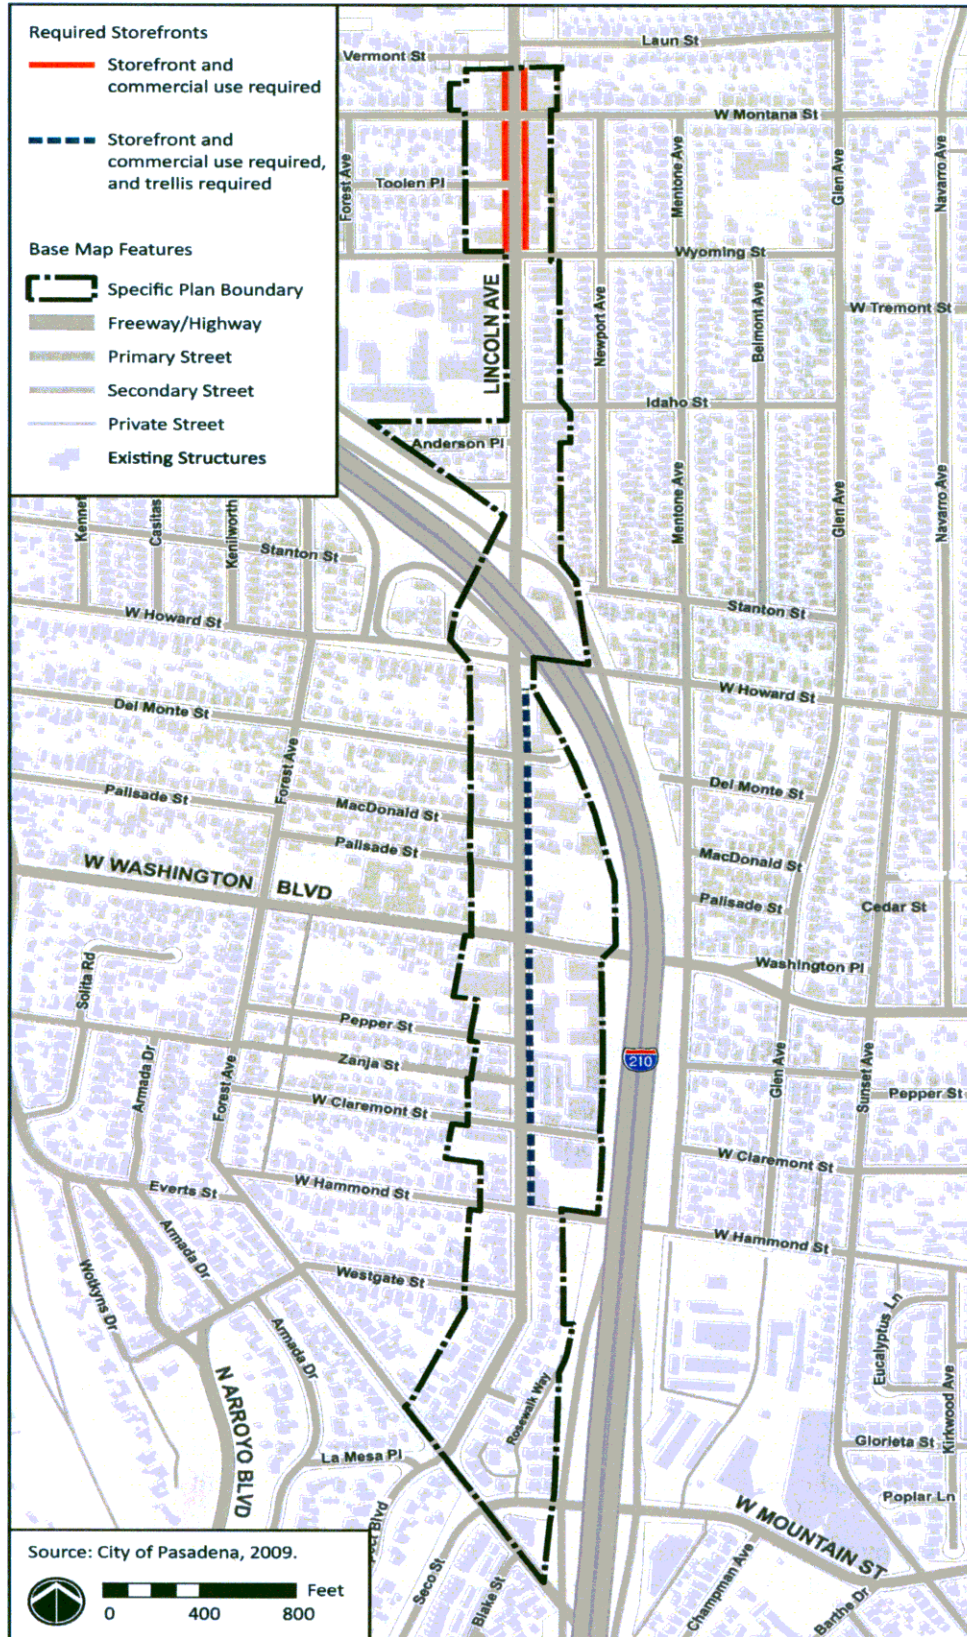 Required Storefronts
Storefront and
commercial use required
Storefront and
commercial use required,
and trellis required
Base Map Features
Specific Plan Boundary
Freeway/Highway
Primary Street
Secondary Street
Private Street
Existing Structures
Vermont St
Laun St
W Montana St
Forest Ave
Toolen Pl
Mentone Ave
Glen Ave
Navarro Ave
Wyoming St
LINCOLN AVE
Newport Ave
Belmont Ave
W Tremont St
Idaho St
Anderson Pl
Casitas
Kenilworth
Stanton St
Mentone Ave
Glen Ave
Navarro Ave
Stanton St
W Howard St
W Howard St
Del Monte St
Forest Ave
Del Monte St
Palisade St
MacDonald St
Palisade St
MacDonald St
Palisade St
Cedar St
W WASHINGTON BLVD
Washington Pl
Solita Rd
Pepper St
Zanja St
210
Armada Dr
Forest Ave
W Claremont St
Glen Ave
Sunset Ave
Pepper St
W Claremont St
Everts St
W Hammond St
W Hammond St
Armada Dr
Wotkyns Dr
Westgate St
Armada Dr
Eucalyptus Ln
Kirkwood Ave
N ARROYO BLVD
Rosewalk Way
La Mesa Pl
Glorieta St
Poplar Ln
W MOUNTAIN ST
Blvd
Seco St
Blake St
Champman Ave
Barthe Dr
Source: City of Pasadena, 2009.
Feet
0 400 800